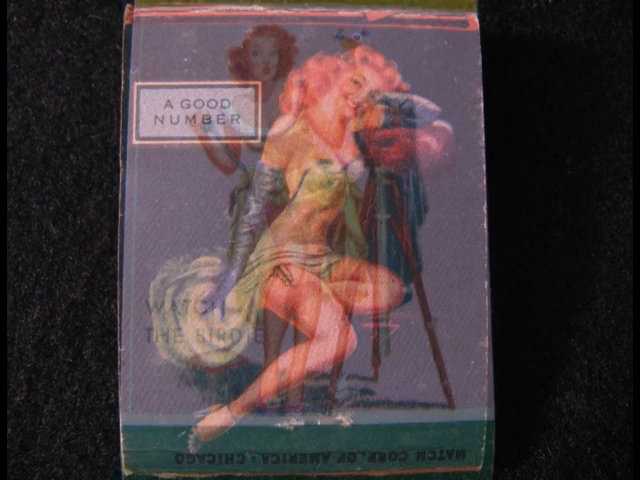 A GOOD
NUMBER
WATCH
THE BIRDIE
MATCH CORP. OF AMERICA · CHICAGO